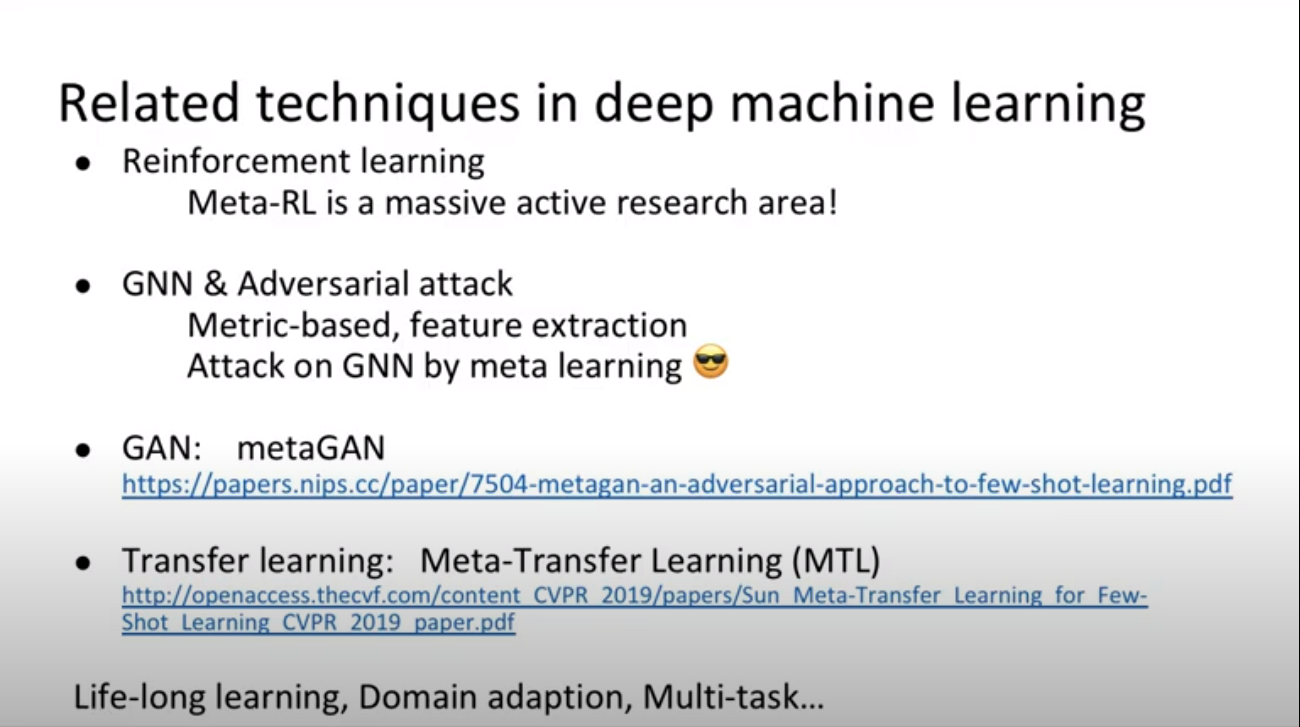 Related techniques in deep machine learning
● Reinforcement learning
Meta-RL is a massive active research area!
● GNN & Adversarial attack
Metric-based, feature extraction
Attack on GNN by meta learning 😎
● GAN: metaGAN
https://papers.nips.cc/paper/7504-metagan-an-adversarial-approach-to-few-shot-learning.pdf
● Transfer learning: Meta-Transfer Learning (MTL)
http://openaccess.thecvf.com/content_CVPR_2019/papers/Sun_Meta-Transfer_Learning_for_Few-
Shot_Learning_CVPR_2019_paper.pdf
Life-long learning, Domain adaption, Multi-task...